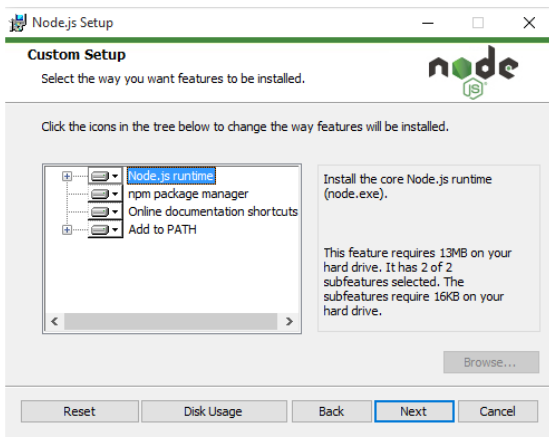 Node.js Setup
Custom Setup
Select the way you want features to be installed.
node
JS
Click the icons in the tree below to change the way features will be installed.
Node.js runtime
npm package manager
Online documentation shortcuts
Add to PATH
Install the core Node.js runtime
(node.exe).
This feature requires 13MB on your
hard drive. It has 2 of 2
subfeatures selected. The
subfeatures require 16KB on your
hard drive.
Browse...
Reset
Disk Usage
Back
Next
Cancel